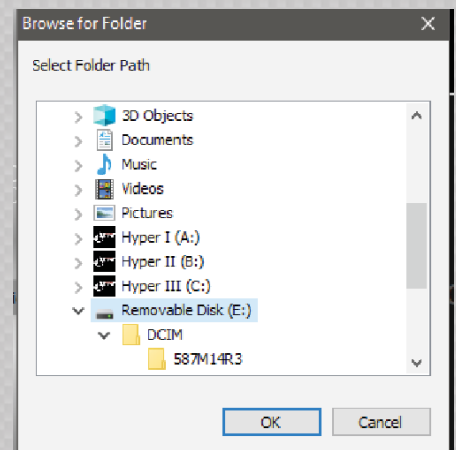 Browse for Folder
Select Folder Path
3D Objects
Documents
Music
Videos
Pictures
Hyper I (A:)
Hyper II (B:)
Hyper III (C:)
Removable Disk (E:)
DCIM
587M14R3
OK
Cancel